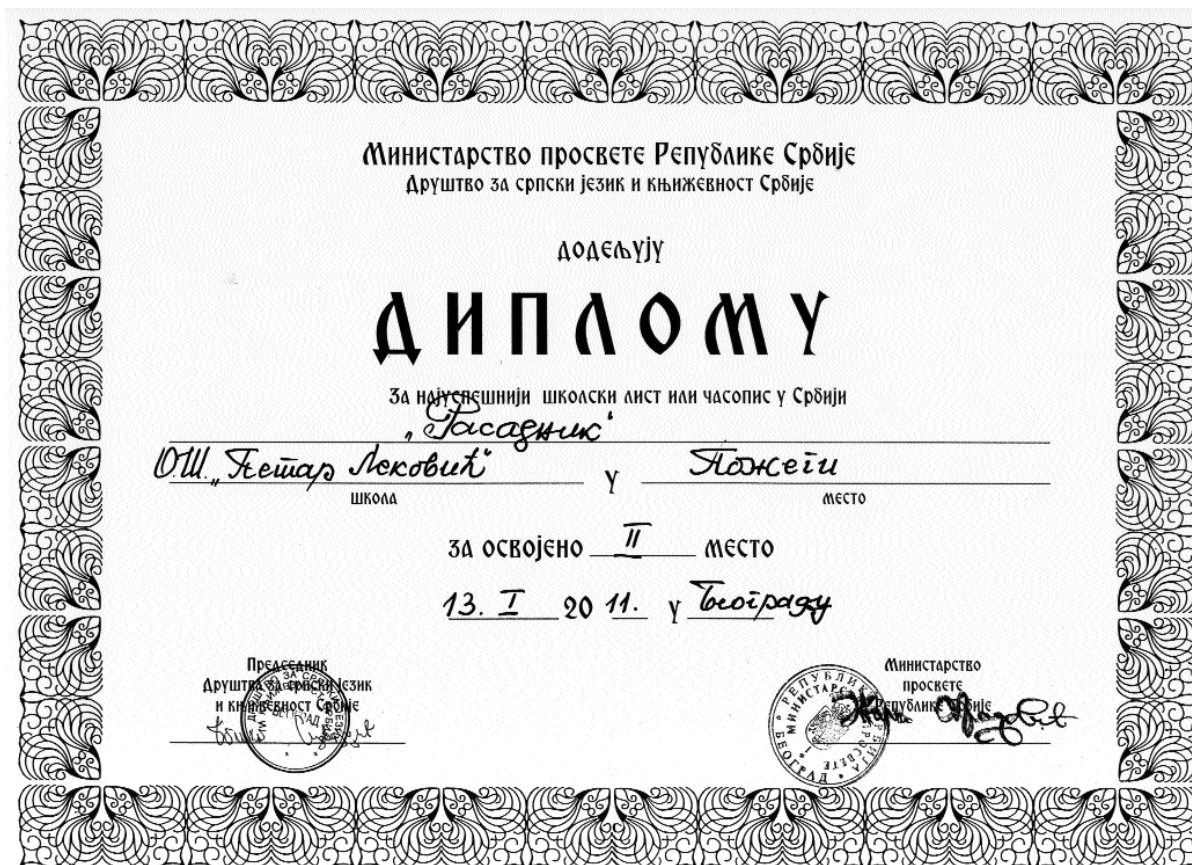 Министарство просвете Републике Србије
Друштво за српски језик и књижевност Србије
додељују
ДИПЛОМУ
За најуспешнији школски лист или часопис у Србији
„Расадник“
О.Ш. „Петар Лековић“ у Пожеги
школа место
за освојено II место
13. I 20 11. у Београду
Председник
Друштва за српски језик
и књижевност Србије
Министарство
просвете
Републике Србије